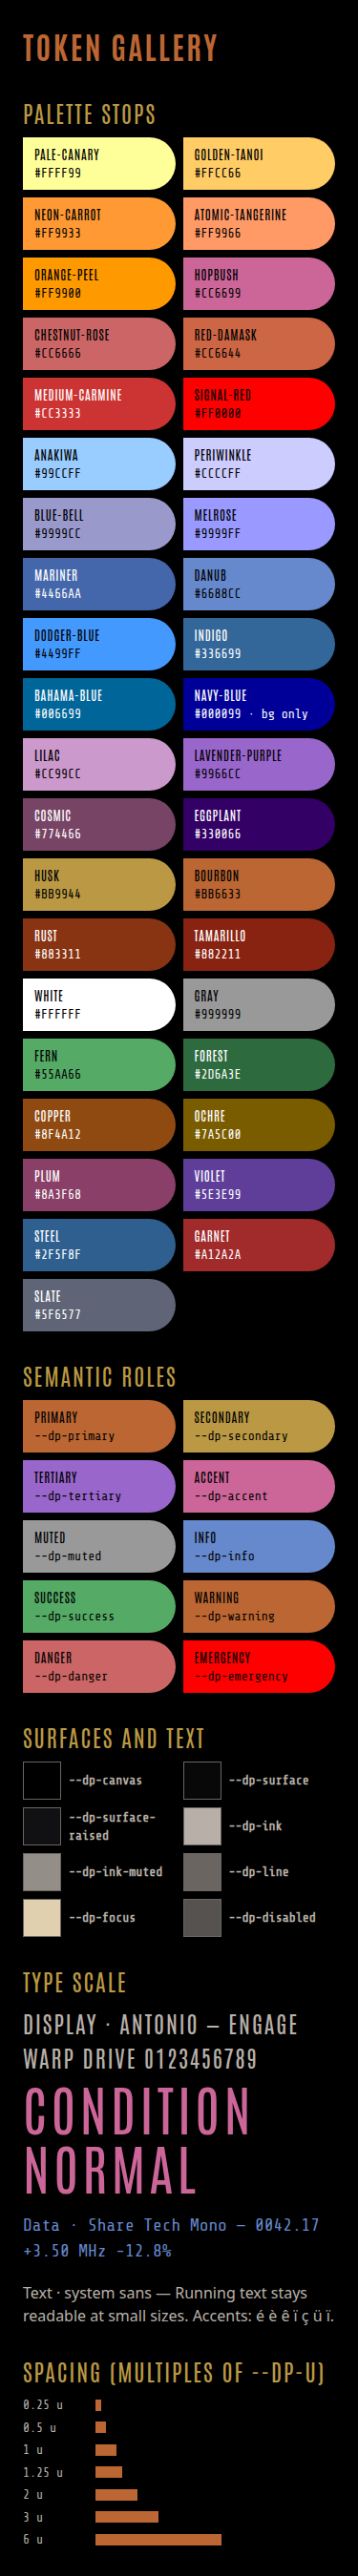 TOKEN GALLERY
PALETTE STOPS
PALE-CANARY
#FFFF99
GOLDEN-TANOI
#FFCC66
NEON-CARROT
#FF9933
ATOMIC-TANGERINE
#FF9966
ORANGE-PEEL
#FF9900
HOPBUSH
#CC6699
CHESTNUT-ROSE
#CC6666
RED-DAMASK
#CC6644
MEDIUM-CARMINE
#CC3333
SIGNAL-RED
#FF0000
ANAKIWA
#99CCFF
PERIWINKLE
#CCCCFF
BLUE-BELL
#9999CC
MELROSE
#9999FF
MARINER
#4466AA
DANUB
#6688CC
DODGER-BLUE
#4499FF
INDIGO
#336699
BAHAMA-BLUE
#006699
NAVY-BLUE
#000099 · bg only
LILAC
#CC99CC
LAVENDER-PURPLE
#9966CC
COSMIC
#774466
EGGPLANT
#330066
HUSK
#BB9944
BOURBON
#BB6633
RUST
#883311
TAMARILLO
#882211
WHITE
#FFFFFF
GRAY
#999999
FERN
#55AA66
FOREST
#2D6A3E
COPPER
#8F4A12
OCHRE
#7A5C00
PLUM
#8A3F68
VIOLET
#5E3E99
STEEL
#2F5F8F
GARNET
#A12A2A
SLATE
#5F6577
SEMANTIC ROLES
PRIMARY
--dp-primary
SECONDARY
--dp-secondary
TERTIARY
--dp-tertiary
ACCENT
--dp-accent
MUTED
--dp-muted
INFO
--dp-info
SUCCESS
--dp-success
WARNING
--dp-warning
DANGER
--dp-danger
EMERGENCY
--dp-emergency
SURFACES AND TEXT
--dp-canvas
--dp-surface
--dp-surface-
raised
--dp-ink
--dp-ink-muted
--dp-line
--dp-focus
--dp-disabled
TYPE SCALE
DISPLAY · ANTONIO — ENGAGE
WARP DRIVE 0123456789
CONDITION
NORMAL
Data · Share Tech Mono — 0042.17
+3.50 MHz −12.8%
Text · system sans — Running text stays
readable at small sizes. Accents: é è ê ï ç ü ï.
SPACING (MULTIPLES OF --DP-U)
0.25 u
0.5 u
1 u
1.25 u
2 u
3 u
6 u